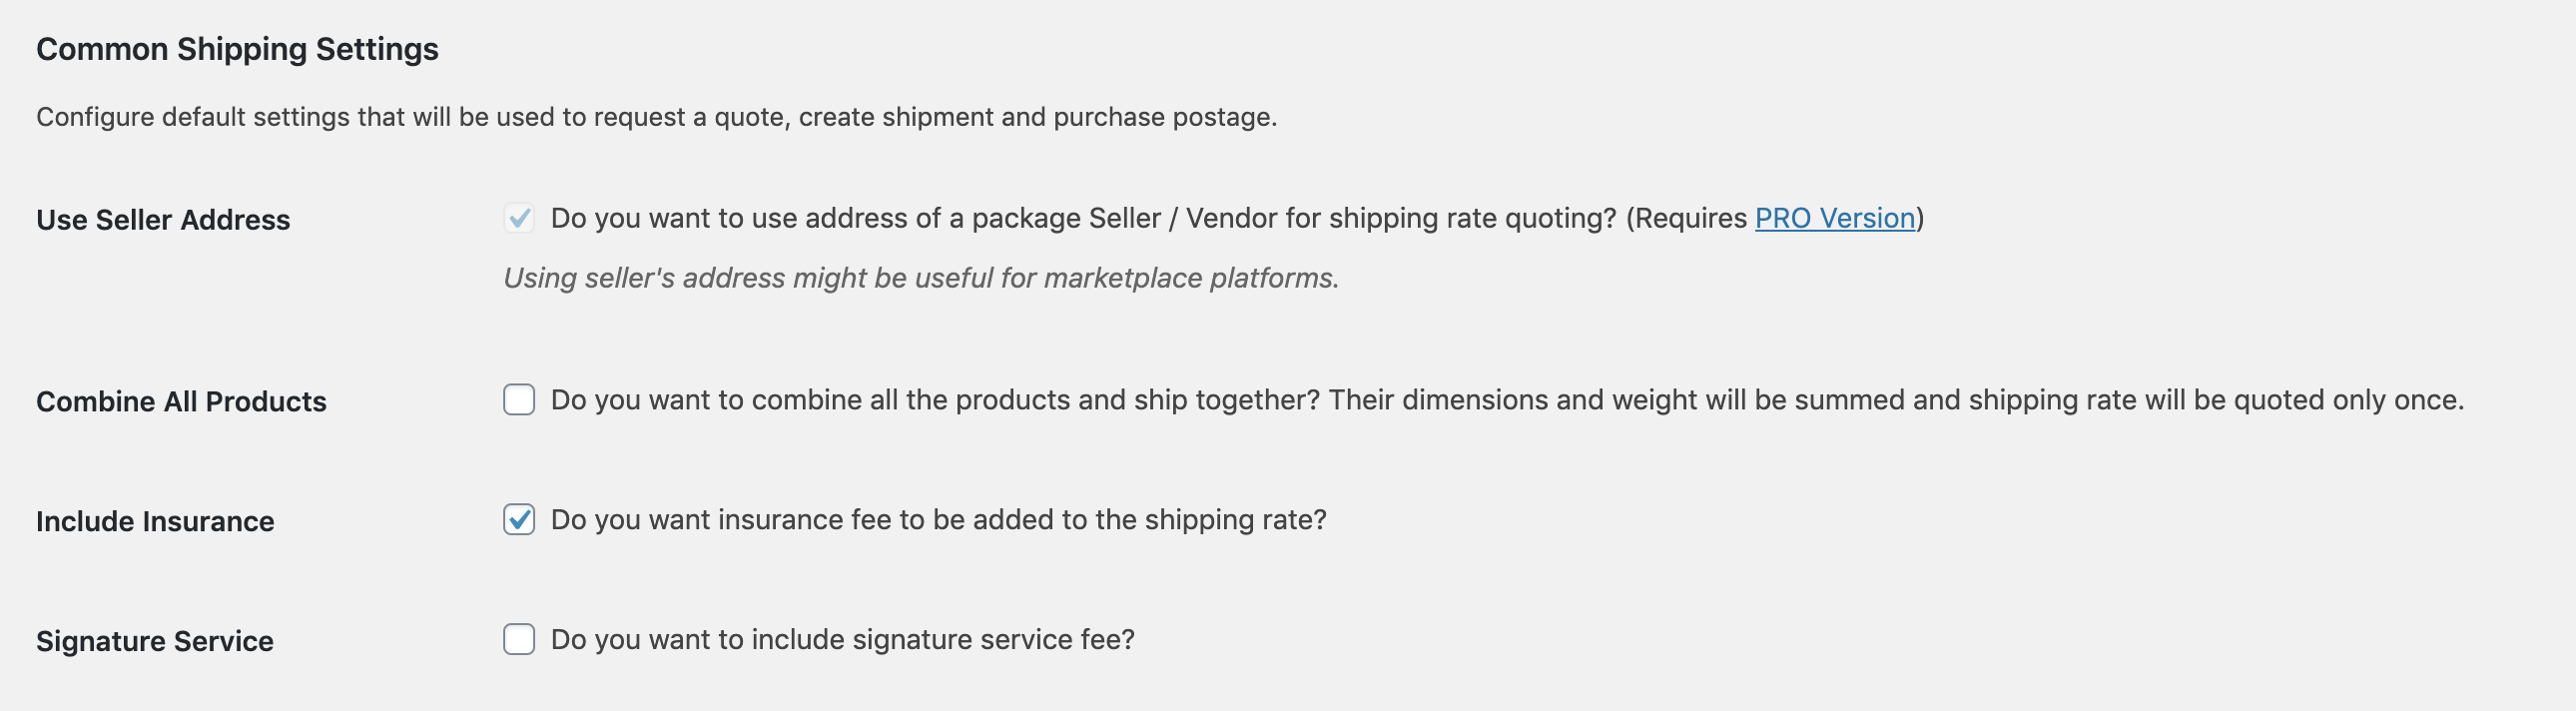 Common Shipping Settings
Configure default settings that will be used to request a quote, create shipment and purchase postage.
Use Seller Address
Do you want to use address of a package Seller / Vendor for shipping rate quoting? (Requires PRO Version)
Using seller's address might be useful for marketplace platforms.
Combine All Products
Do you want to combine all the products and ship together? Their dimensions and weight will be summed and shipping rate will be quoted only once.
Include Insurance
Do you want insurance fee to be added to the shipping rate?
Signature Service
Do you want to include signature service fee?